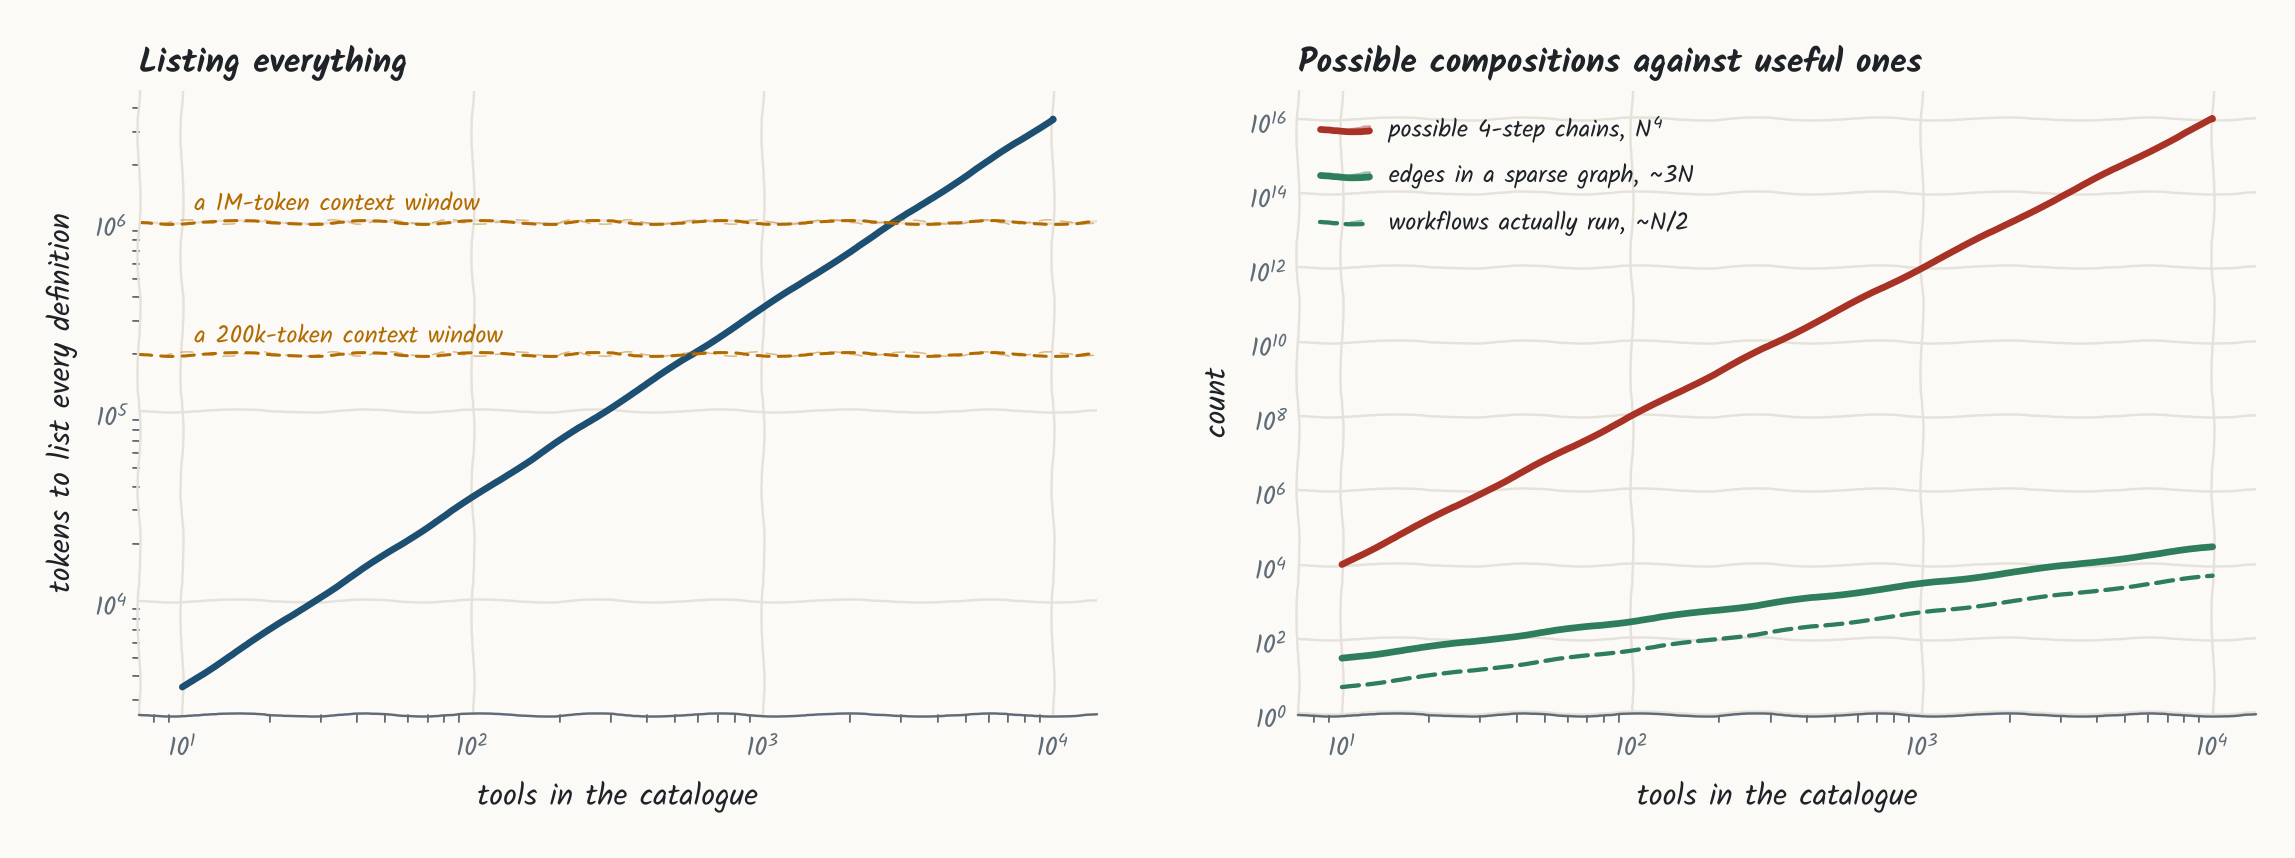 Listing everything
a 1M-token context window
a 200k-token context window
tokens to list every definition
10⁶
10⁵
10⁴
10¹
10²
10³
10⁴
tools in the catalogue
Possible compositions against useful ones
possible 4-step chains, N⁴
edges in a sparse graph, ~3N
workflows actually run, ~N/2
count
10¹⁶
10¹⁴
10¹²
10¹⁰
10⁸
10⁶
10⁴
10²
10⁰
10¹
10²
10³
10⁴
tools in the catalogue